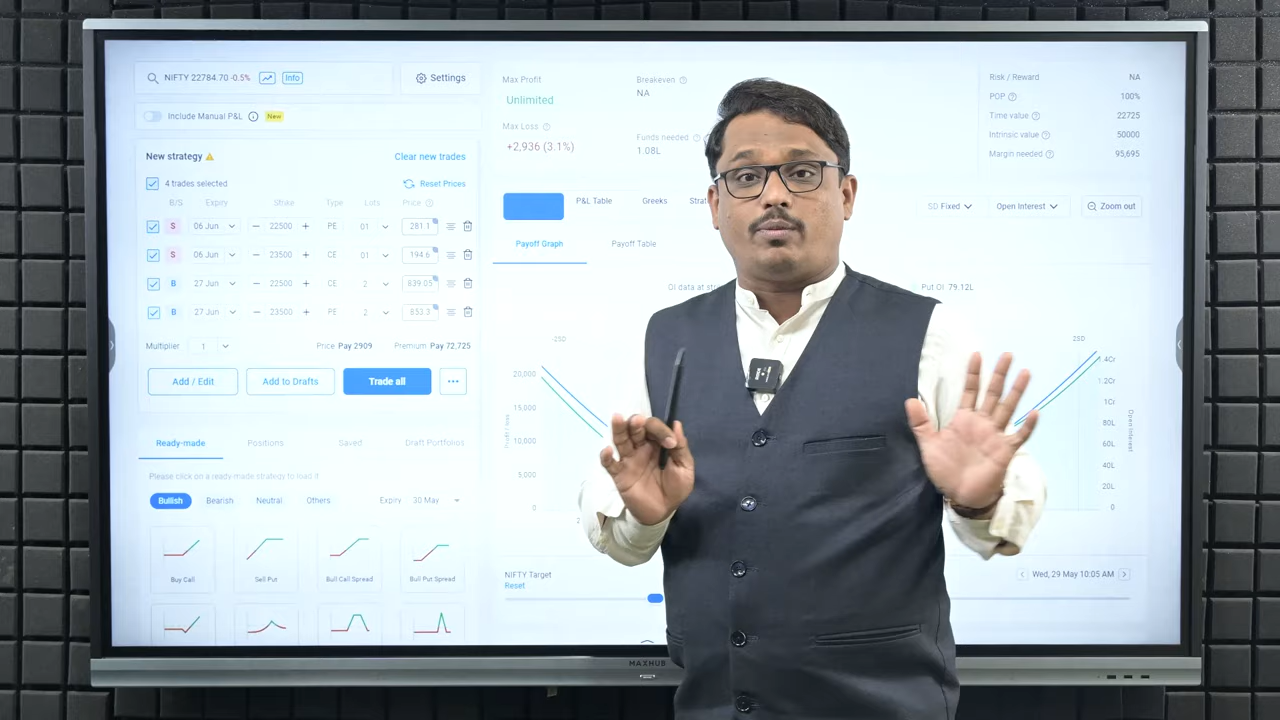 NIFTY 22784.70 -0.5% Info
Settings
Include Manual P&L New
New strategy
Clear new trades
4 trades selected
Reset Prices
B/S Expiry Strike Type Lots Price
S 06 Jun − 22500 + PE 01 281.1
S 06 Jun − 23500 + CE 01 194.6
B 27 Jun − 22500 + CE 2 839.05
B 27 Jun − 23500 + PE 2 853.3
Multiplier 1 Price Pay 2909 Premium Pay 72,725
Add / Edit
Add to Drafts
Trade all
Ready-made Positions Saved Draft Portfolios
Please click on a ready-made strategy to load it
Bullish Bearish Neutral Others Expiry 30 May
Buy Call Sell Put Bull Call Spread Bull Put Spread
Max Profit
Unlimited
Max Loss
+2,936 (3.1%)
Breakeven
NA
Funds needed
1.08L
Risk / Reward NA
POP 100%
Time value 22725
Intrinsic value 50000
Margin needed 95,695
P&L Table Greeks
SD Fixed Open Interest Zoom out
Payoff Graph Payoff Table
OI data at
Put OI 79.12L
-2SD
2SD
20,000
15,000
10,000
5,000
0
Profit / loss
1.4Cr
1.2Cr
1Cr
80L
60L
40L
20L
0
Open Interest
NIFTY Target
Reset
Wed, 29 May 10:05 AM
MAXHUB